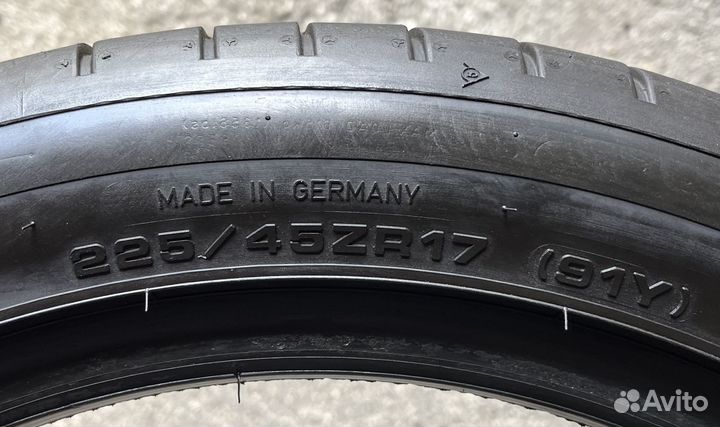 MADE IN GERMANY
225/45ZR17 (91Y)
Avito